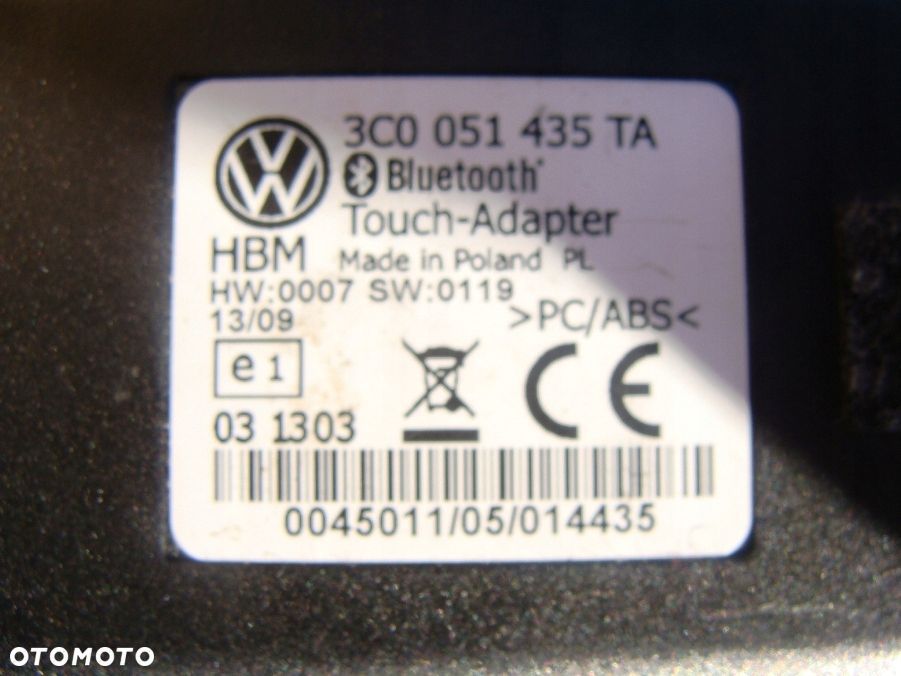 3C0 051 435 TA
Bluetooth®
Touch-Adapter
HBM Made in Poland PL
HW:0007 SW:0119
13/09 >PC/ABS<
e1
03 1303
CE
0045011/05/014435
OTOMOTO